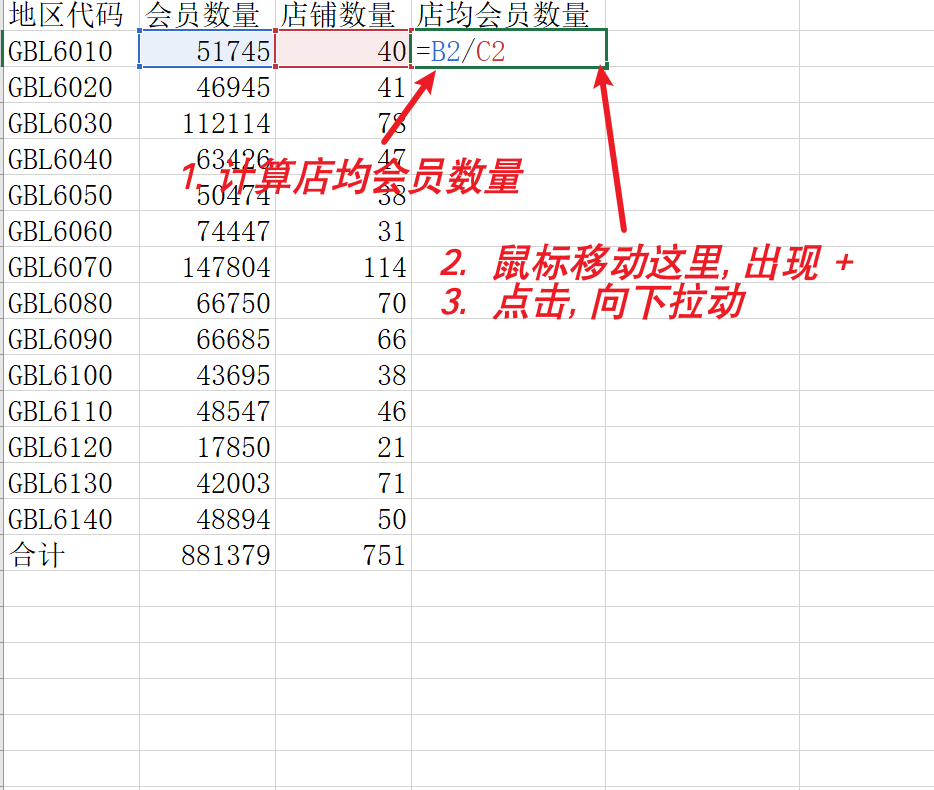 地区代码 会员数量 店铺数量 店均会员数量
GBL6010 51745 40 =B2/C2
GBL6020 46945 41
GBL6030 112114 78
GBL6040 63426 47
1. 计算店均会员数量
GBL6050 50474 38
GBL6060 74447 31
2. 鼠标移动这里, 出现 +
GBL6070 147804 114
3. 点击, 向下拉动
GBL6080 66750 70
GBL6090 66685 66
GBL6100 43695 38
GBL6110 48547 46
GBL6120 17850 21
GBL6130 42003 71
GBL6140 48894 50
合计 881379 751